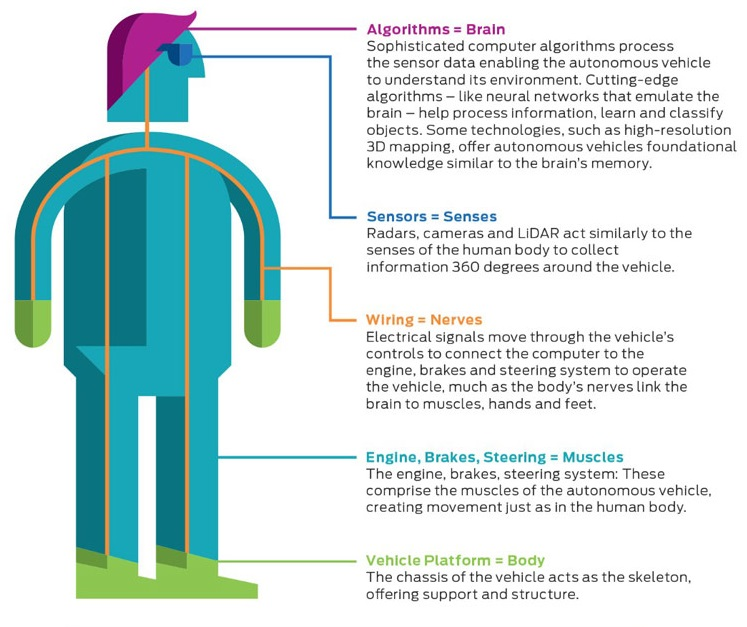 Algorithms = Brain
Sophisticated computer algorithms process
the sensor data enabling the autonomous vehicle
to understand its environment. Cutting-edge
algorithms – like neural networks that emulate the
brain – help process information, learn and classify
objects. Some technologies, such as high-resolution
3D mapping, offer autonomous vehicles foundational
knowledge similar to the brain's memory.
Sensors = Senses
Radars, cameras and LiDAR act similarly to the
senses of the human body to collect
information 360 degrees around the vehicle.
Wiring = Nerves
Electrical signals move through the vehicle's
controls to connect the computer to the
engine, brakes and steering system to operate
the vehicle, much as the body's nerves link the
brain to muscles, hands and feet.
Engine, Brakes, Steering = Muscles
The engine, brakes, steering system: These
comprise the muscles of the autonomous vehicle,
creating movement just as in the human body.
Vehicle Platform = Body
The chassis of the vehicle acts as the skeleton,
offering support and structure.